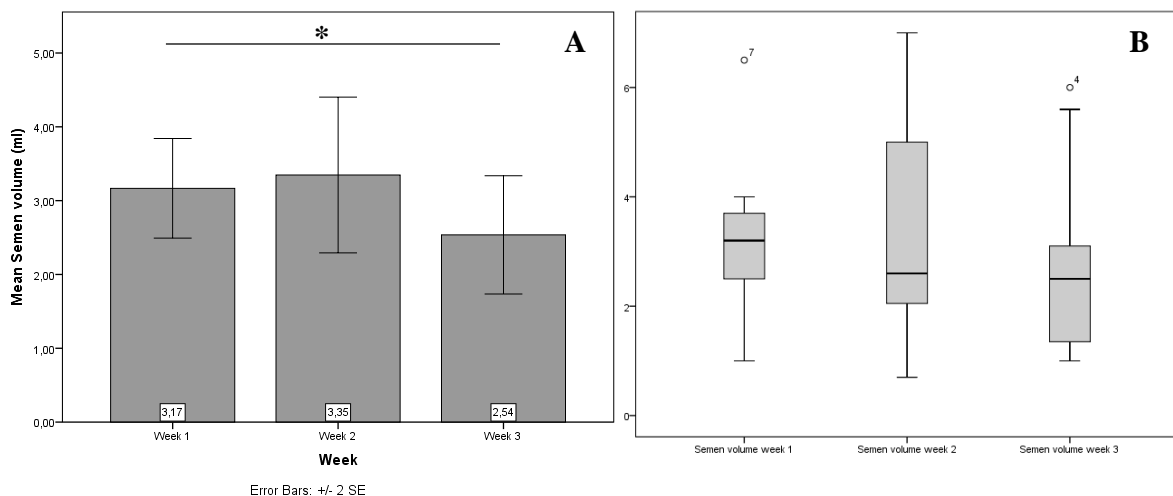 A
*
Mean Semen volume (ml)
5,00
4,00
3,00
2,00
1,00
0,00
3,17
3,35
2,54
Week 1
Week 2
Week 3
Week
Error Bars: +/- 2 SE
B
6
4
2
0
7
4
Semen volume week 1
Semen volume week 2
Semen volume week 3